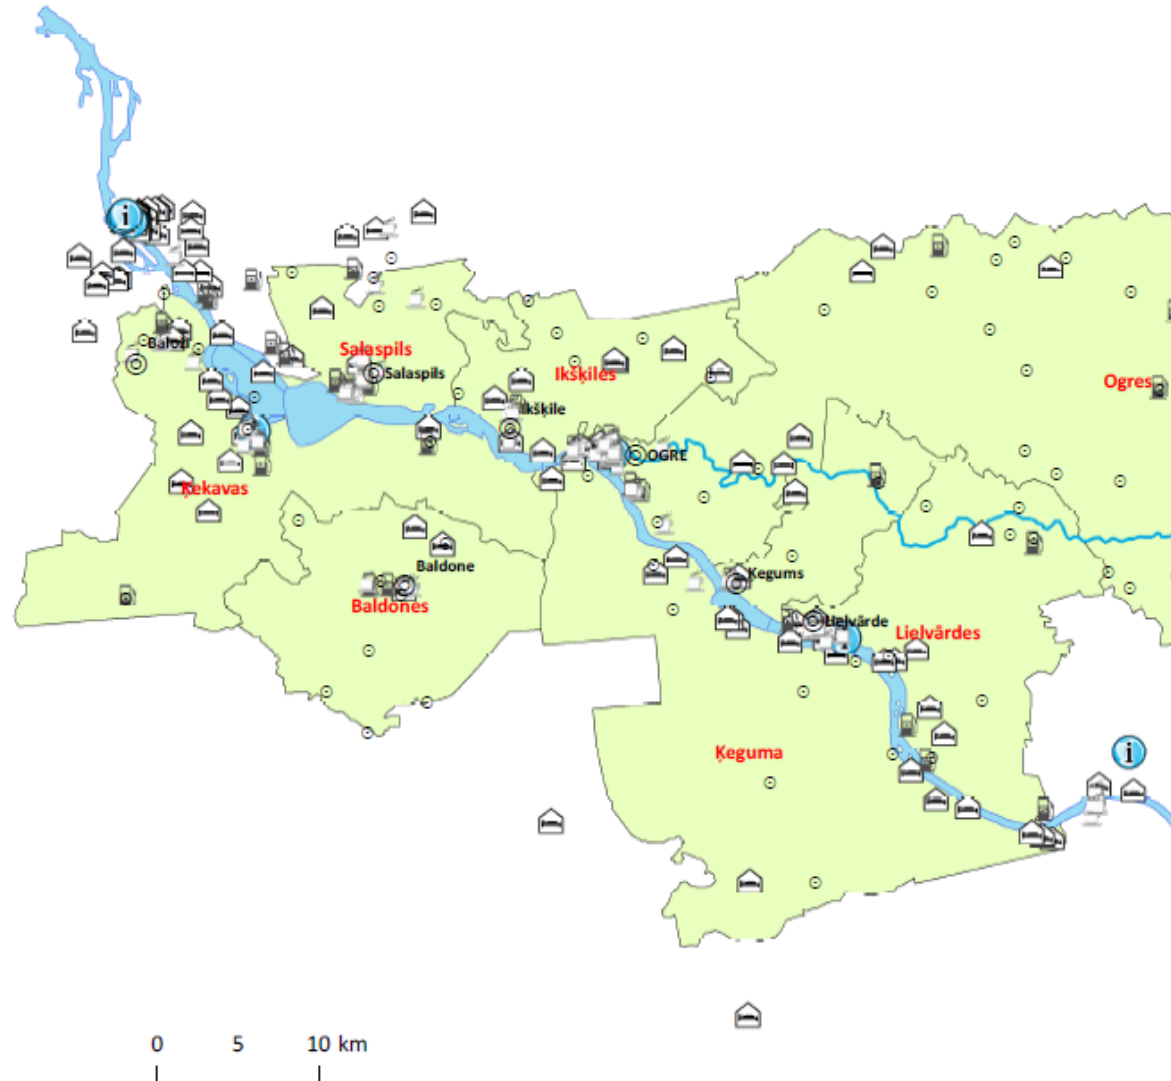 i
Baloži
Salaspils
Salaspils
Ikšķiles
Ogres
Ikšķile
OGRE
Ķekavas
Baldone
Ķegums
Baldones
Lielvārde
Lielvārdes
Ķeguma
i
0 5 10 km